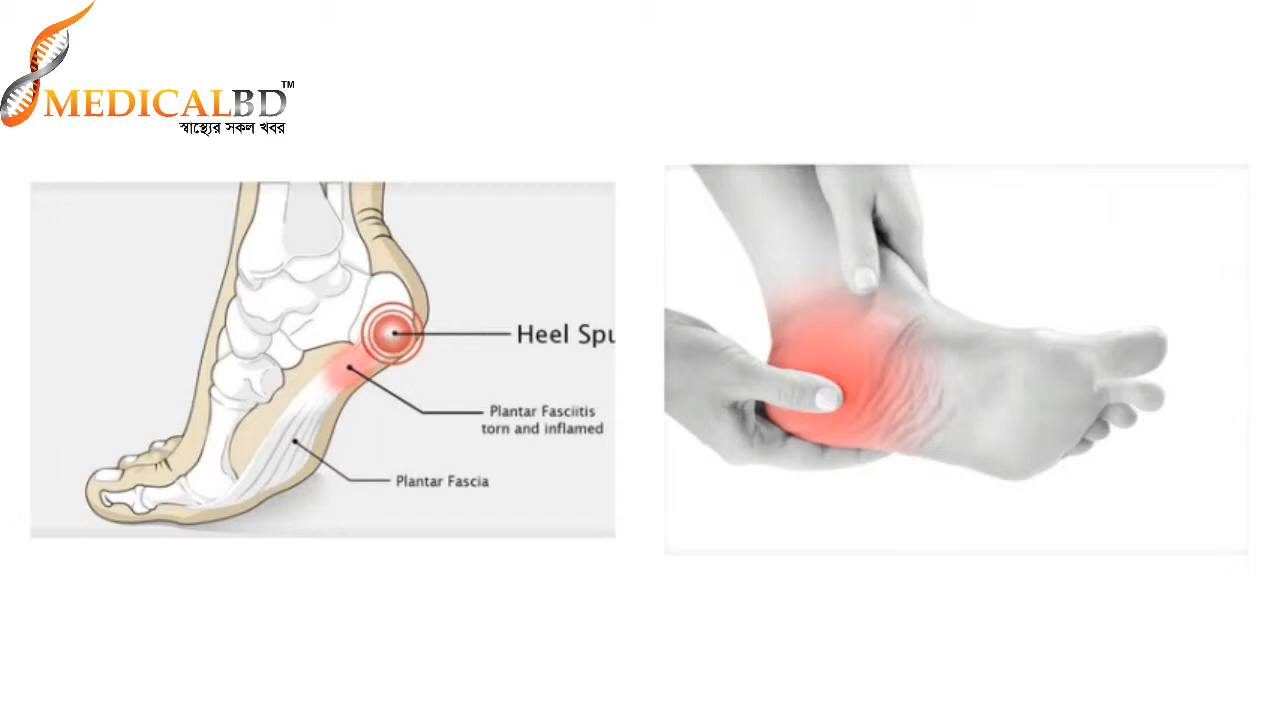 MEDICALBD™
স্বাস্থ্যের সকল খবর
Heel Spu
Plantar Fasciitis
torn and inflamed
Plantar Fascia